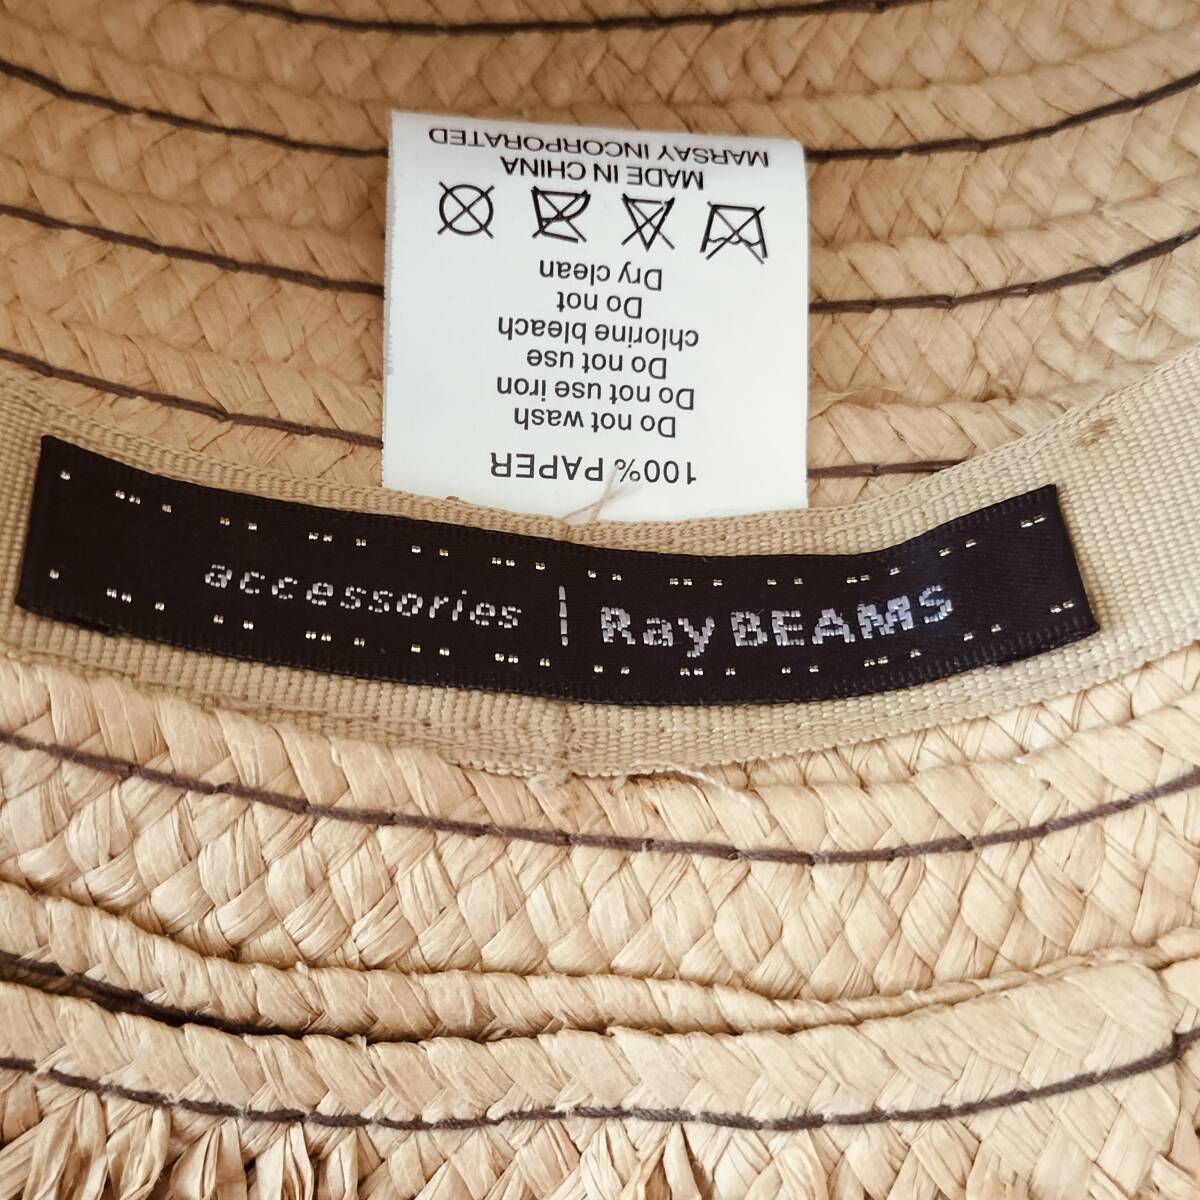 100% PAPER
Do not wash
Do not use iron
Do not use
chlorine bleach
Do not
Dry clean
MADE IN CHINA
MARSAY INCORPORATED
accessories | Ray BEAMS